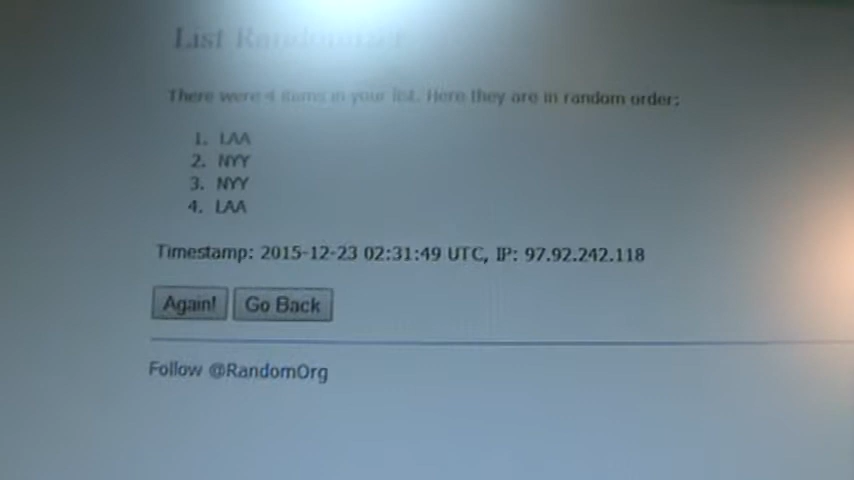 List Randomizer
There were 4 items in your list. Here they are in random order:
1. LAA
2. NYY
3. NYY
4. LAA
Timestamp: 2015-12-23 02:31:49 UTC, IP: 97.92.242.118
Again! Go Back
Follow @RandomOrg